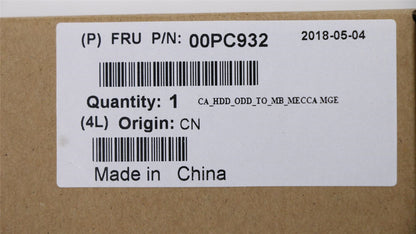 (P) FRU P/N: 00PC932 2018-05-04
Quantity: 1 CA_HDD_ODD_TO_MB_MECCA MGE
(4L) Origin: CN
Made in China